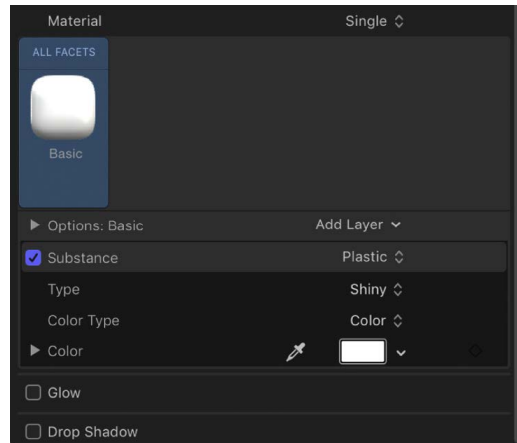 Material Single
ALL FACETS
Basic
Options: Basic Add Layer
Substance Plastic
Type Shiny
Color Type Color
Color
Glow
Drop Shadow